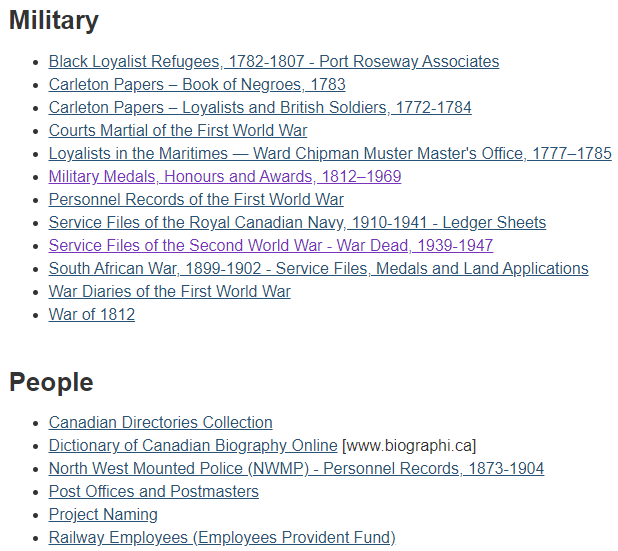 Military
Black Loyalist Refugees, 1782-1807 - Port Roseway Associates
Carleton Papers – Book of Negroes, 1783
Carleton Papers – Loyalists and British Soldiers, 1772-1784
Courts Martial of the First World War
Loyalists in the Maritimes — Ward Chipman Muster Master's Office, 1777–1785
Military Medals, Honours and Awards, 1812–1969
Personnel Records of the First World War
Service Files of the Royal Canadian Navy, 1910-1941 - Ledger Sheets
Service Files of the Second World War - War Dead, 1939-1947
South African War, 1899-1902 - Service Files, Medals and Land Applications
War Diaries of the First World War
War of 1812
People
Canadian Directories Collection
Dictionary of Canadian Biography Online [www.biographi.ca]
North West Mounted Police (NWMP) - Personnel Records, 1873-1904
Post Offices and Postmasters
Project Naming
Railway Employees (Employees Provident Fund)